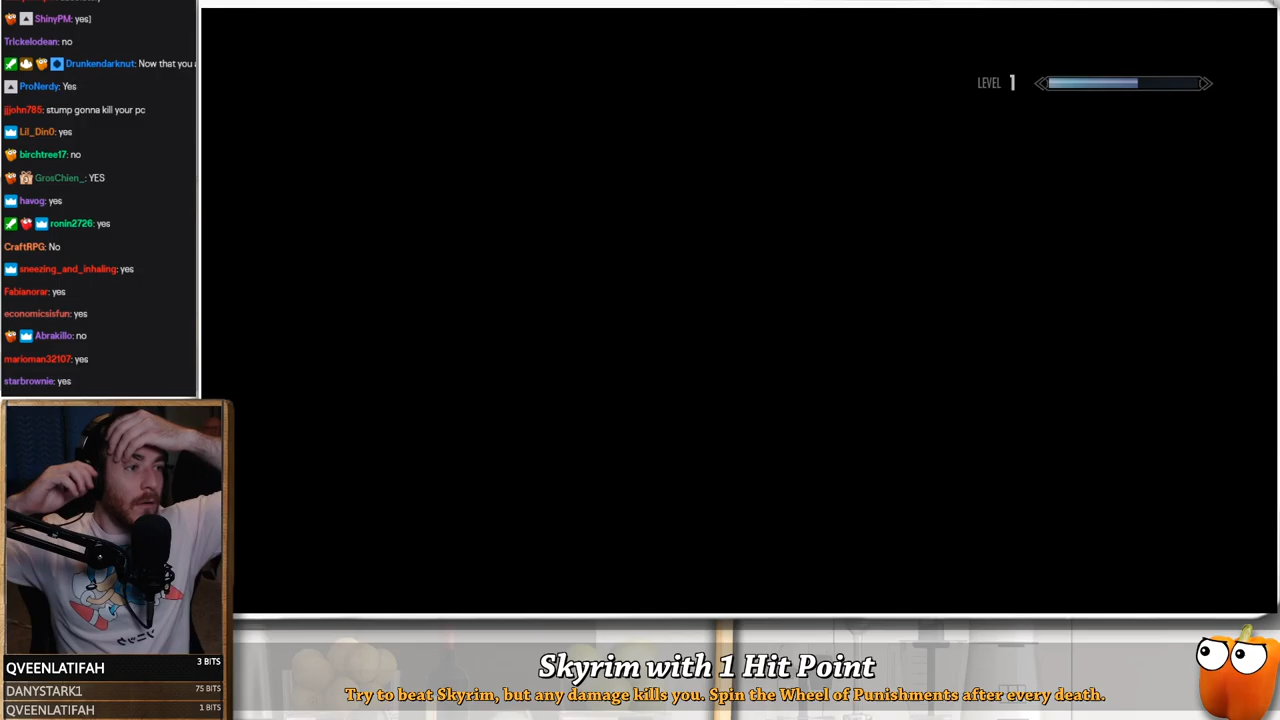 ShinyPM: yes]
TrIckelodean: no
Drunkendarknut: Now that you
ProNerdy: Yes
jjjohn785: stump gonna kill your pc
Lil_Din0: yes
birchtree17: no
GrosChien_: YES
havog: yes
ronin2726: yes
CraftRPG: No
sneezing_and_inhaling: yes
Fabianorar: yes
economicsisfun: yes
Abrakillo: no
marioman32107: yes
starbrownie: yes
LEVEL 1
QVEENLATIFAH 3 BITS
DANYSTARK1 75 BITS
QVEENLATIFAH 1 BITS
Skyrim with 1 Hit Point
Try to beat Skyrim, but any damage kills you. Spin the Wheel of Punishments after every death.